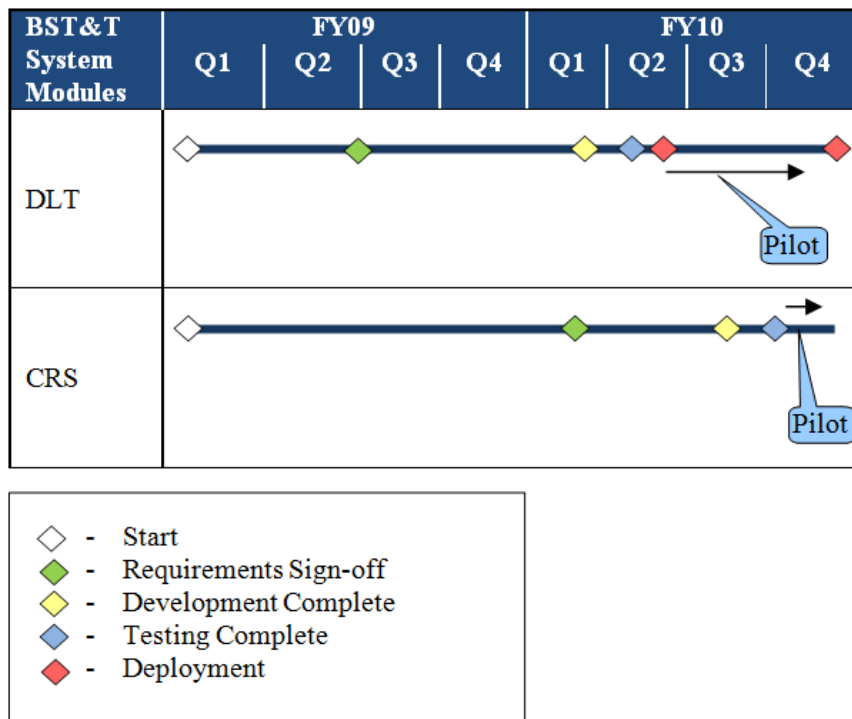 BST&T
System
Modules
FY09
FY10
Q1 Q2 Q3 Q4 Q1 Q2 Q3 Q4
DLT
Pilot
CRS
Pilot
- Start
- Requirements Sign-off
- Development Complete
- Testing Complete
- Deployment